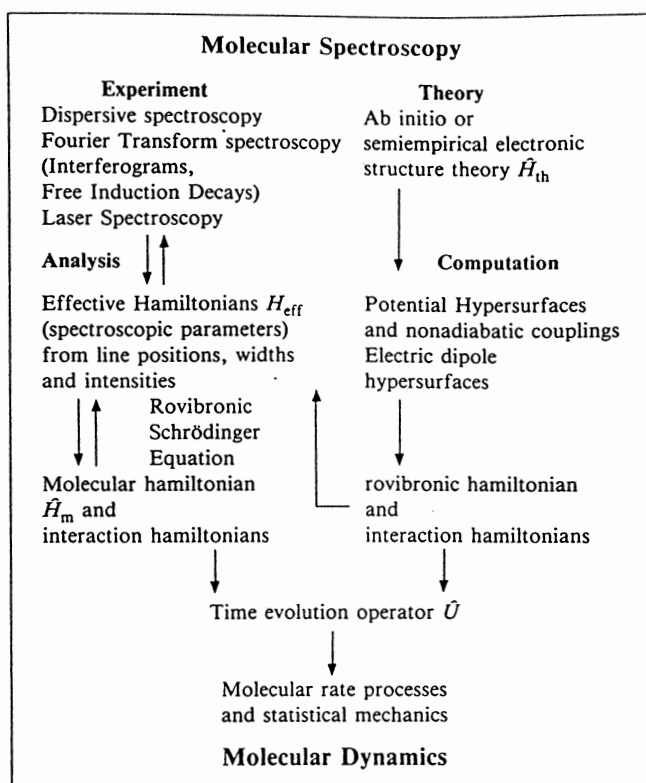 Molecular Spectroscopy
Experiment
Dispersive spectroscopy
Fourier Transform spectroscopy
(Interferograms,
Free Induction Decays)
Laser Spectroscopy
Analysis
Effective Hamiltonians H_eff
(spectroscopic parameters)
from line positions, widths
and intensities
Rovibronic
Schrödinger
Equation
Molecular hamiltonian
Ĥ_m and
interaction hamiltonians
Theory
Ab initio or
semiempirical electronic
structure theory Ĥ_th
Computation
Potential Hypersurfaces
and nonadiabatic couplings
Electric dipole
hypersurfaces
rovibronic hamiltonian
and
interaction hamiltonians
Time evolution operator Û
Molecular rate processes
and statistical mechanics
Molecular Dynamics